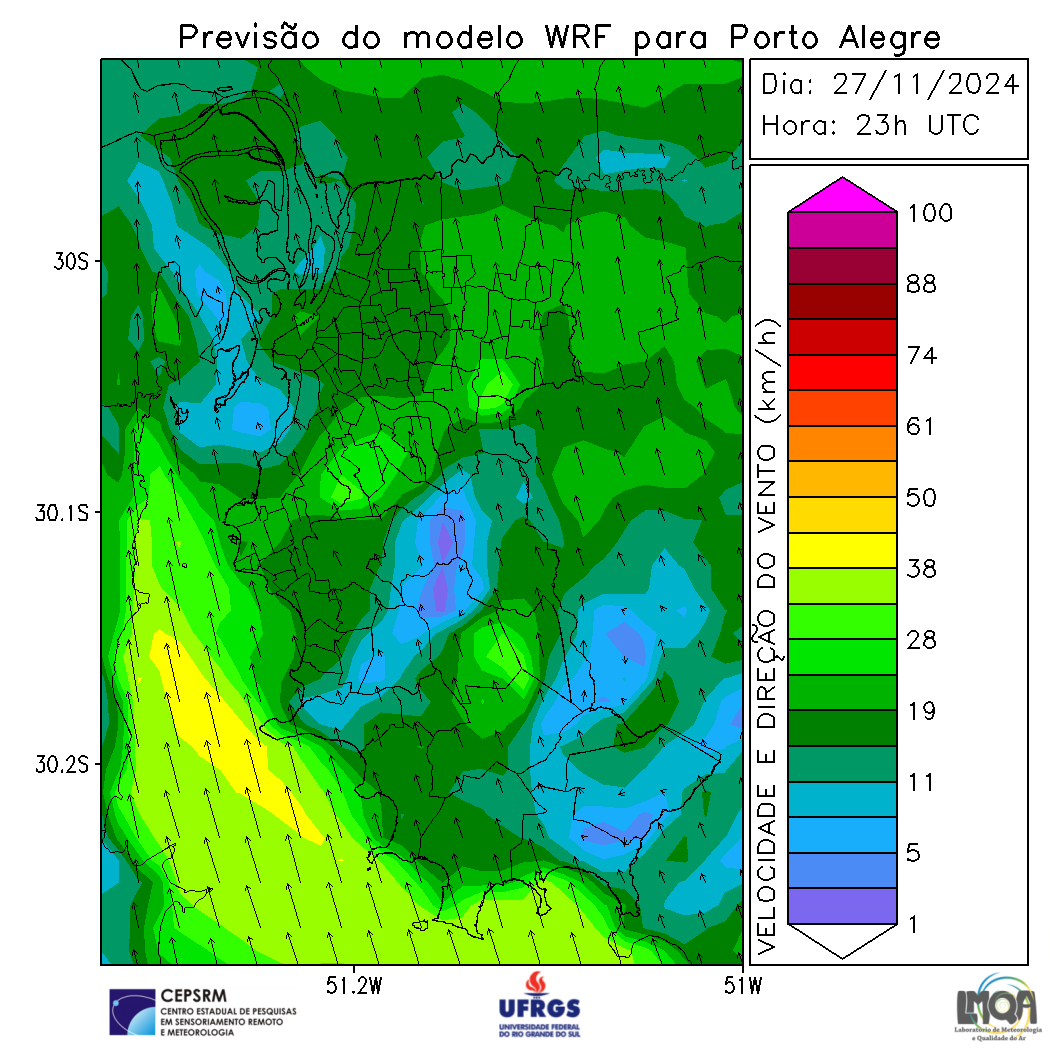 Previsão do modelo WRF para Porto Alegre
Dia: 27/11/2024
Hora: 23h UTC
VELOCIDADE E DIREÇÃO DO VENTO (km/h)
100
88
74
61
50
38
28
19
11
5
1
30S
30.1S
30.2S
51.2W
51W
CEPSRM
CENTRO ESTADUAL DE PESQUISAS
EM SENSORIAMENTO REMOTO
E METEOROLOGIA
UFRGS
UNIVERSIDADE FEDERAL
DO RIO GRANDE DO SUL
LMQA
Laboratório de Meteorologia
e Qualidade do Ar